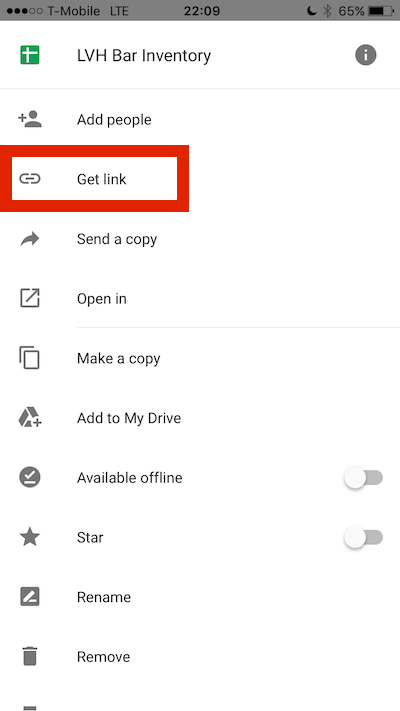 T-Mobile LTE 22:09 65%
LVH Bar Inventory
Add people
Get link
Send a copy
Open in
Make a copy
Add to My Drive
Available offline
Star
Rename
Remove